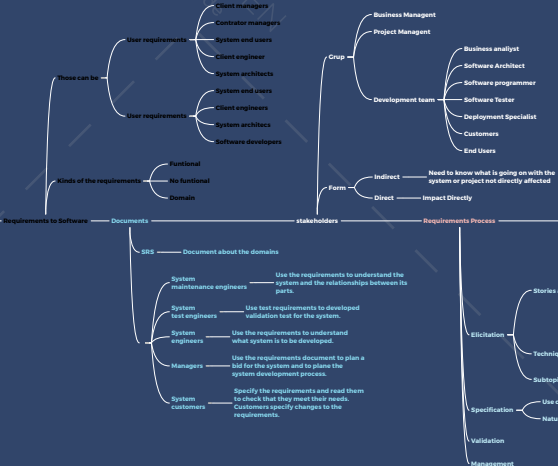 Client managers
Contrator managers
User requirements
System end users
Client engineer
System architects
These can be
System end users
Client engineers
User requirements
System architecs
Software developers
Funtional
Kinds of the requirements
No funtional
Domain
Business Managent
Project Managent
Grup
Business analyst
Software Architect
Software programmer
Development team
Software Tester
Deployment Specialist
Customers
End Users
Form
Indirect
Need to know what is going on with the
system or project not directly affected
Direct
Impact Directly
Requirements to Software
Documents
stakeholders
Requirements Process
SRS
Document about the domains
System
maintenance engineers
Use the requirements to understand the
system and the relationships between its
parts.
System
test engineers
Use test requirements to developed
validation test for the system.
System
engineers
Use the requirements to understand
what system is to be developed.
Managers
Use the requirements document to plan a
bid for the system and to plane the
system development process.
System
customers
Specify the requirements and read them
to check that they meet their needs.
Customers specify changes to the
requirements.
Elicitation
Stories
Subtopi
Specification
Use
Natu
Validation
Management